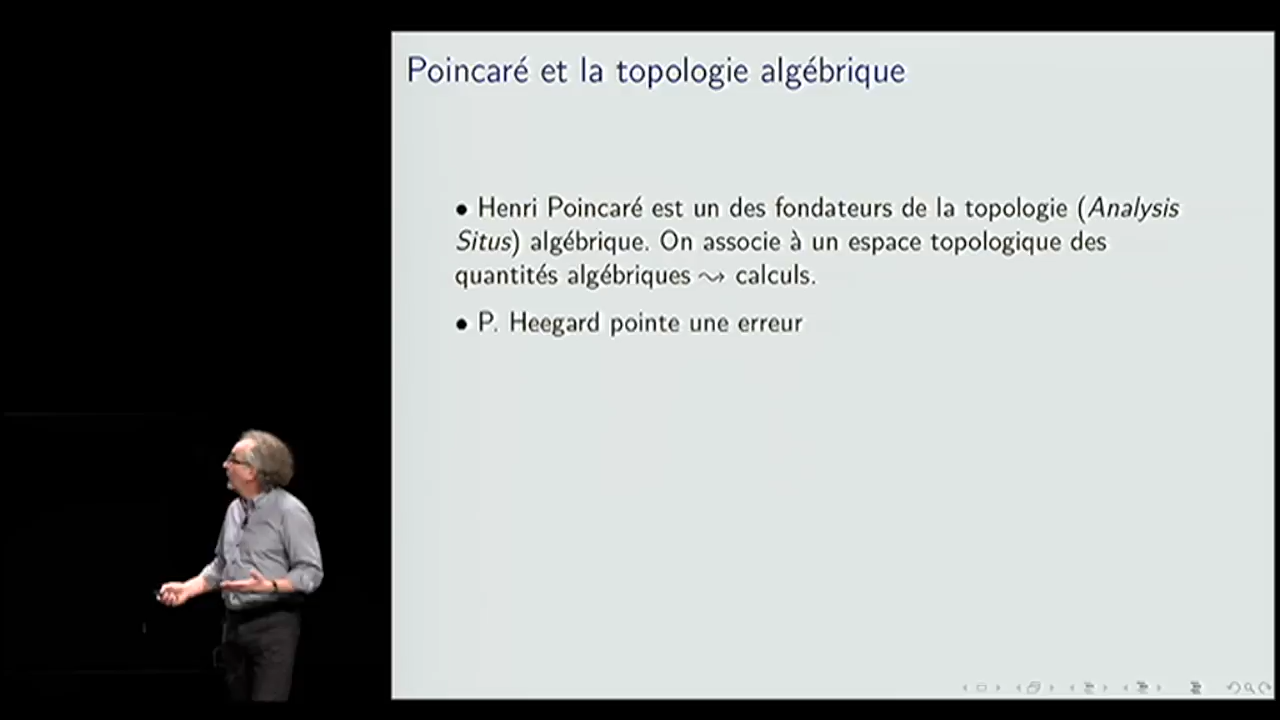 Poincaré et la topologie algébrique
• Henri Poincaré est un des fondateurs de la topologie (Analysis
Situs) algébrique. On associe à un espace topologique des
quantités algébriques ⇝ calculs.
• P. Heegard pointe une erreur